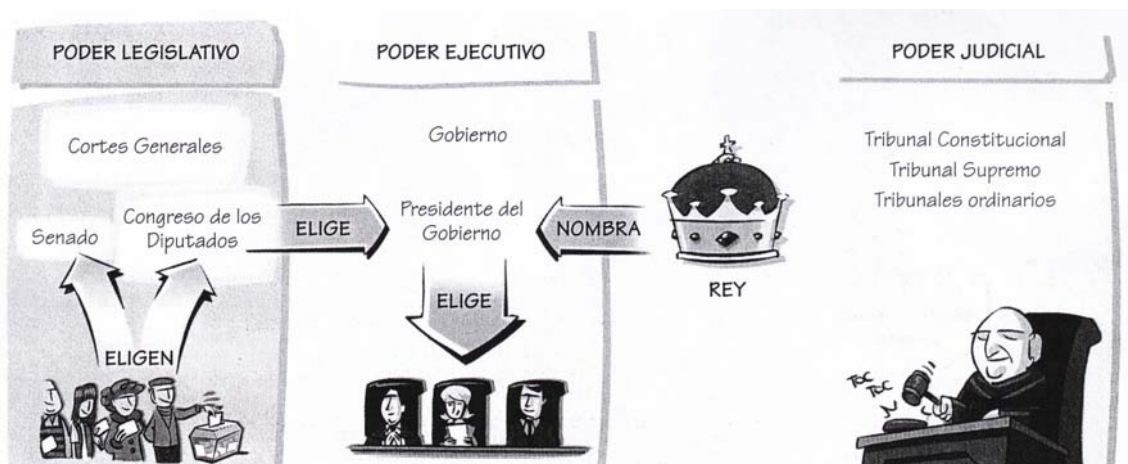 PODER LEGISLATIVO
Cortes Generales
Senado
Congreso de los
Diputados
ELIGEN
ELIGE
PODER EJECUTIVO
Gobierno
Presidente del
Gobierno
ELIGE
NOMBRA
REY
PODER JUDICIAL
Tribunal Constitucional
Tribunal Supremo
Tribunales ordinarios
TOC
TOC